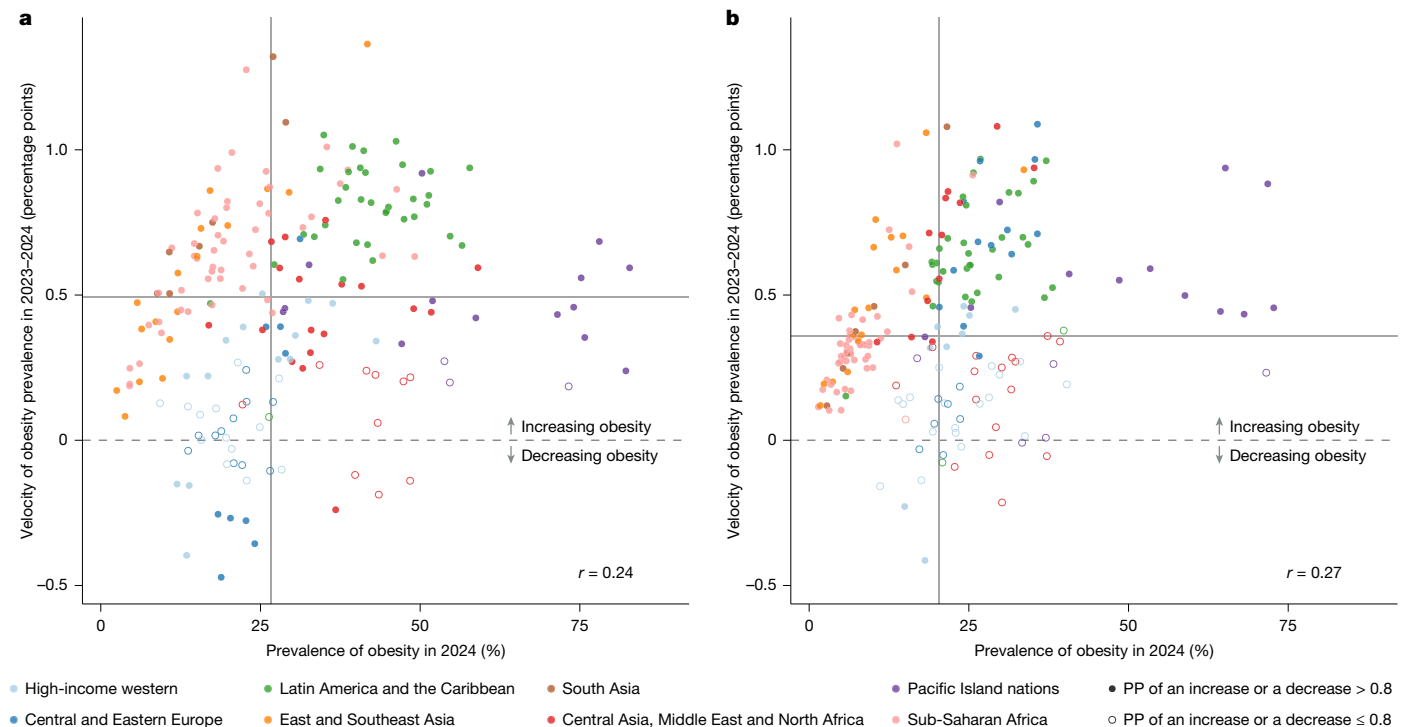 a
b
Velocity of obesity prevalence in 2023–2024 (percentage points)
1.0
0.5
0
–0.5
Increasing obesity
Decreasing obesity
r = 0.24
0
25
50
75
Prevalence of obesity in 2024 (%)
Velocity of obesity prevalence in 2023–2024 (percentage points)
1.0
0.5
0
–0.5
Increasing obesity
Decreasing obesity
r = 0.27
0
25
50
75
Prevalence of obesity in 2024 (%)
High-income western
Latin America and the Caribbean
South Asia
Pacific Island nations
PP of an increase or a decrease > 0.8
Central and Eastern Europe
East and Southeast Asia
Central Asia, Middle East and North Africa
Sub-Saharan Africa
PP of an increase or a decrease ≤ 0.8